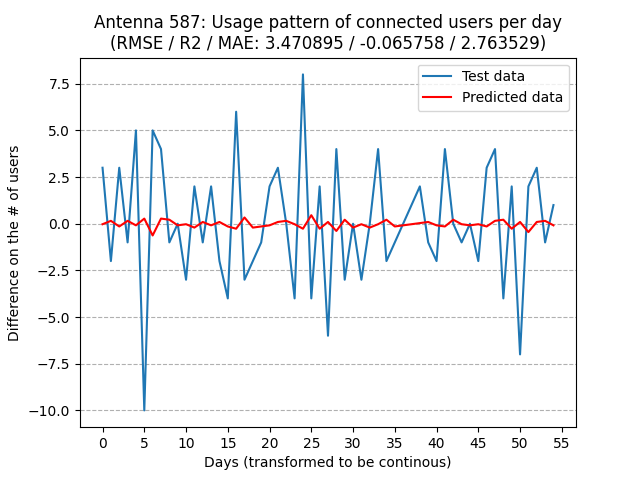 Antenna 587: Usage pattern of connected users per day
(RMSE / R2 / MAE: 3.470895 / -0.065758 / 2.763529)
Test data
Predicted data
7.5
5.0
2.5
0.0
−2.5
−5.0
−7.5
−10.0
Difference on the # of users
0 5 10 15 20 25 30 35 40 45 50 55
Days (transformed to be continous)